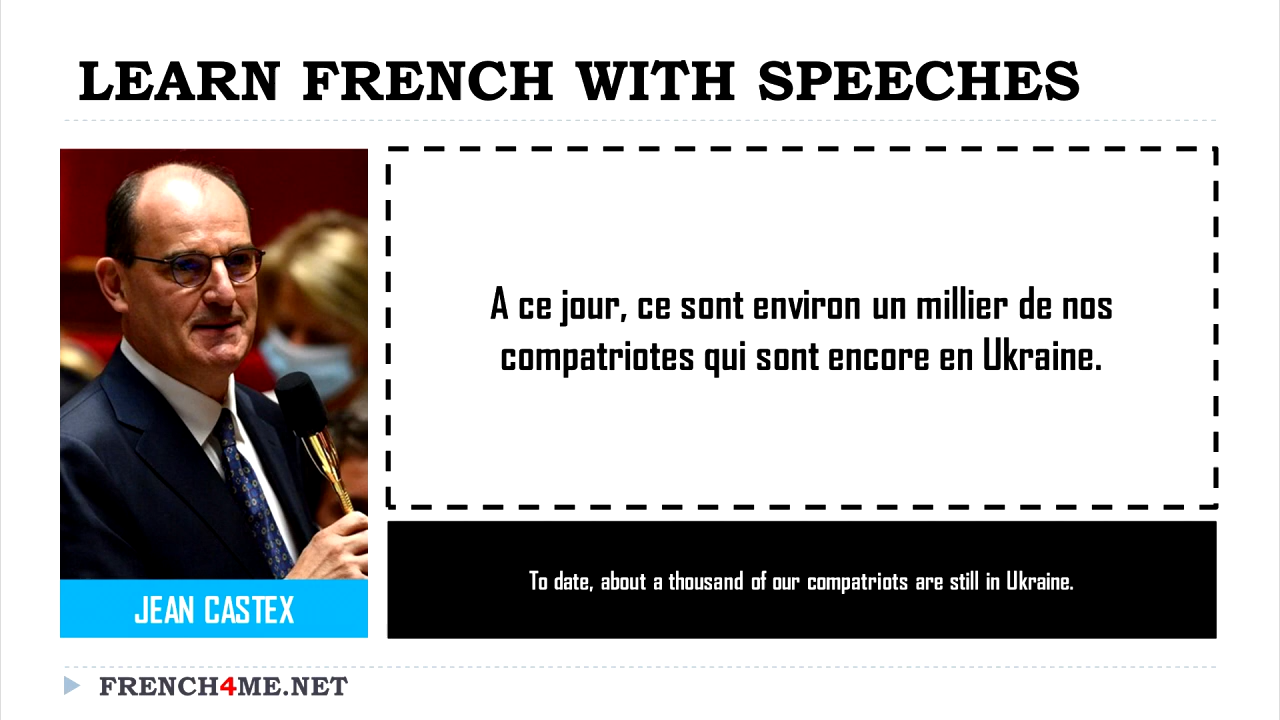 LEARN FRENCH WITH SPEECHES
A ce jour, ce sont environ un millier de nos
compatriotes qui sont encore en Ukraine.
To date, about a thousand of our compatriots are still in Ukraine.
JEAN CASTEX
FRENCH4ME.NET